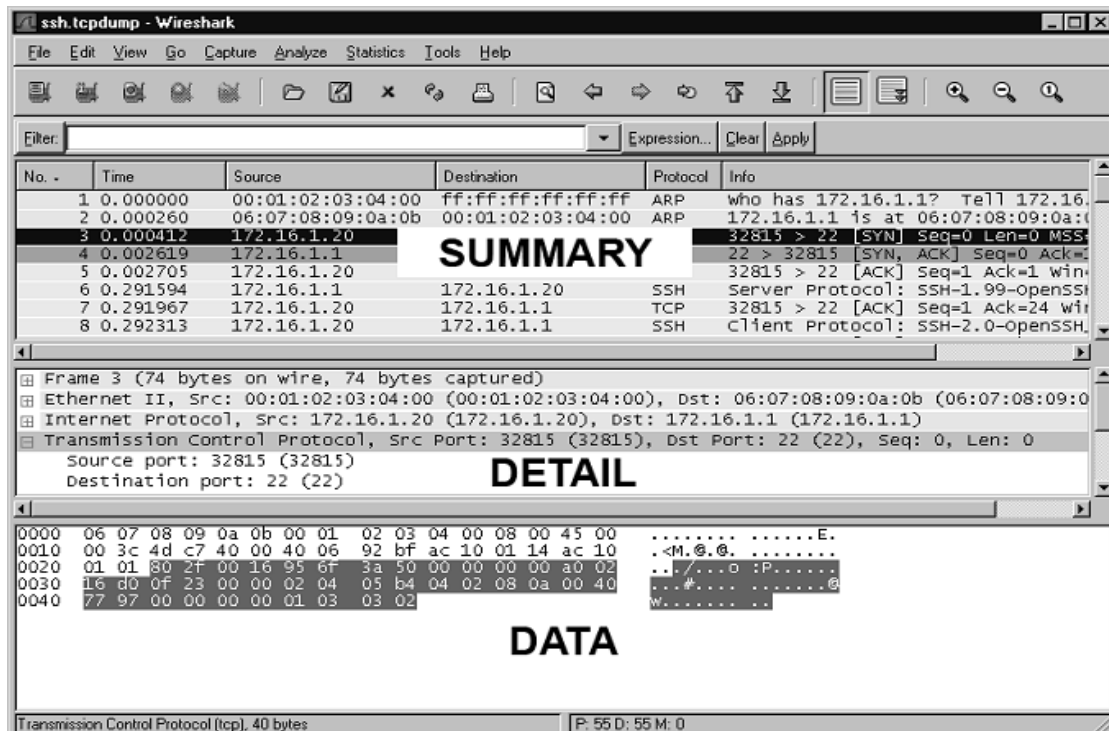 ssh.tcpdump - Wireshark
File Edit View Go Capture Analyze Statistics Tools Help
Filter: Expression... Clear Apply
No. - Time Source Destination Protocol Info
1 0.000000 00:01:02:03:04:00 ff:ff:ff:ff:ff:ff ARP who has 172.16.1.1? Tell 172.16.
2 0.000260 06:07:08:09:0a:0b 00:01:02:03:04:00 ARP 172.16.1.1 is at 06:07:08:09:0a:0
3 0.000412 172.16.1.20 32815 > 22 [SYN] Seq=0 Len=0 MSS=
SUMMARY
4 0.002619 172.16.1.1 22 > 32815 [SYN, ACK] Seq=0 Ack=1
5 0.002705 172.16.1.20 32815 > 22 [ACK] Seq=1 Ack=1 Win=
6 0.291594 172.16.1.1 172.16.1.20 SSH Server Protocol: SSH-1.99-OpenSSH
7 0.291967 172.16.1.20 172.16.1.1 TCP 32815 > 22 [ACK] Seq=1 Ack=24 Win
8 0.292313 172.16.1.20 172.16.1.1 SSH Client Protocol: SSH-2.0-OpenSSH_
Frame 3 (74 bytes on wire, 74 bytes captured)
Ethernet II, Src: 00:01:02:03:04:00 (00:01:02:03:04:00), Dst: 06:07:08:09:0a:0b (06:07:08:09:0
Internet Protocol, Src: 172.16.1.20 (172.16.1.20), Dst: 172.16.1.1 (172.16.1.1)
Transmission Control Protocol, Src Port: 32815 (32815), Dst Port: 22 (22), Seq: 0, Len: 0
Source port: 32815 (32815)
DETAIL
Destination port: 22 (22)
0000 06 07 08 09 0a 0b 00 01 02 03 04 00 08 00 45 00 ........ ......E.
0010 00 3c 4d c7 40 00 40 06 92 bf ac 10 01 14 ac 10 .<M.@.@. ........
0020 01 01 80 2f 00 16 95 6f 3a 50 00 00 00 00 a0 02 .../...o :P......
0030 16 d0 0f 23 00 00 02 04 05 b4 04 02 08 0a 00 40 ...#.... .......@
0040 77 97 00 00 00 00 01 03 03 02 w....... ..
DATA
Transmission Control Protocol (tcp), 40 bytes P: 55 D: 55 M: 0